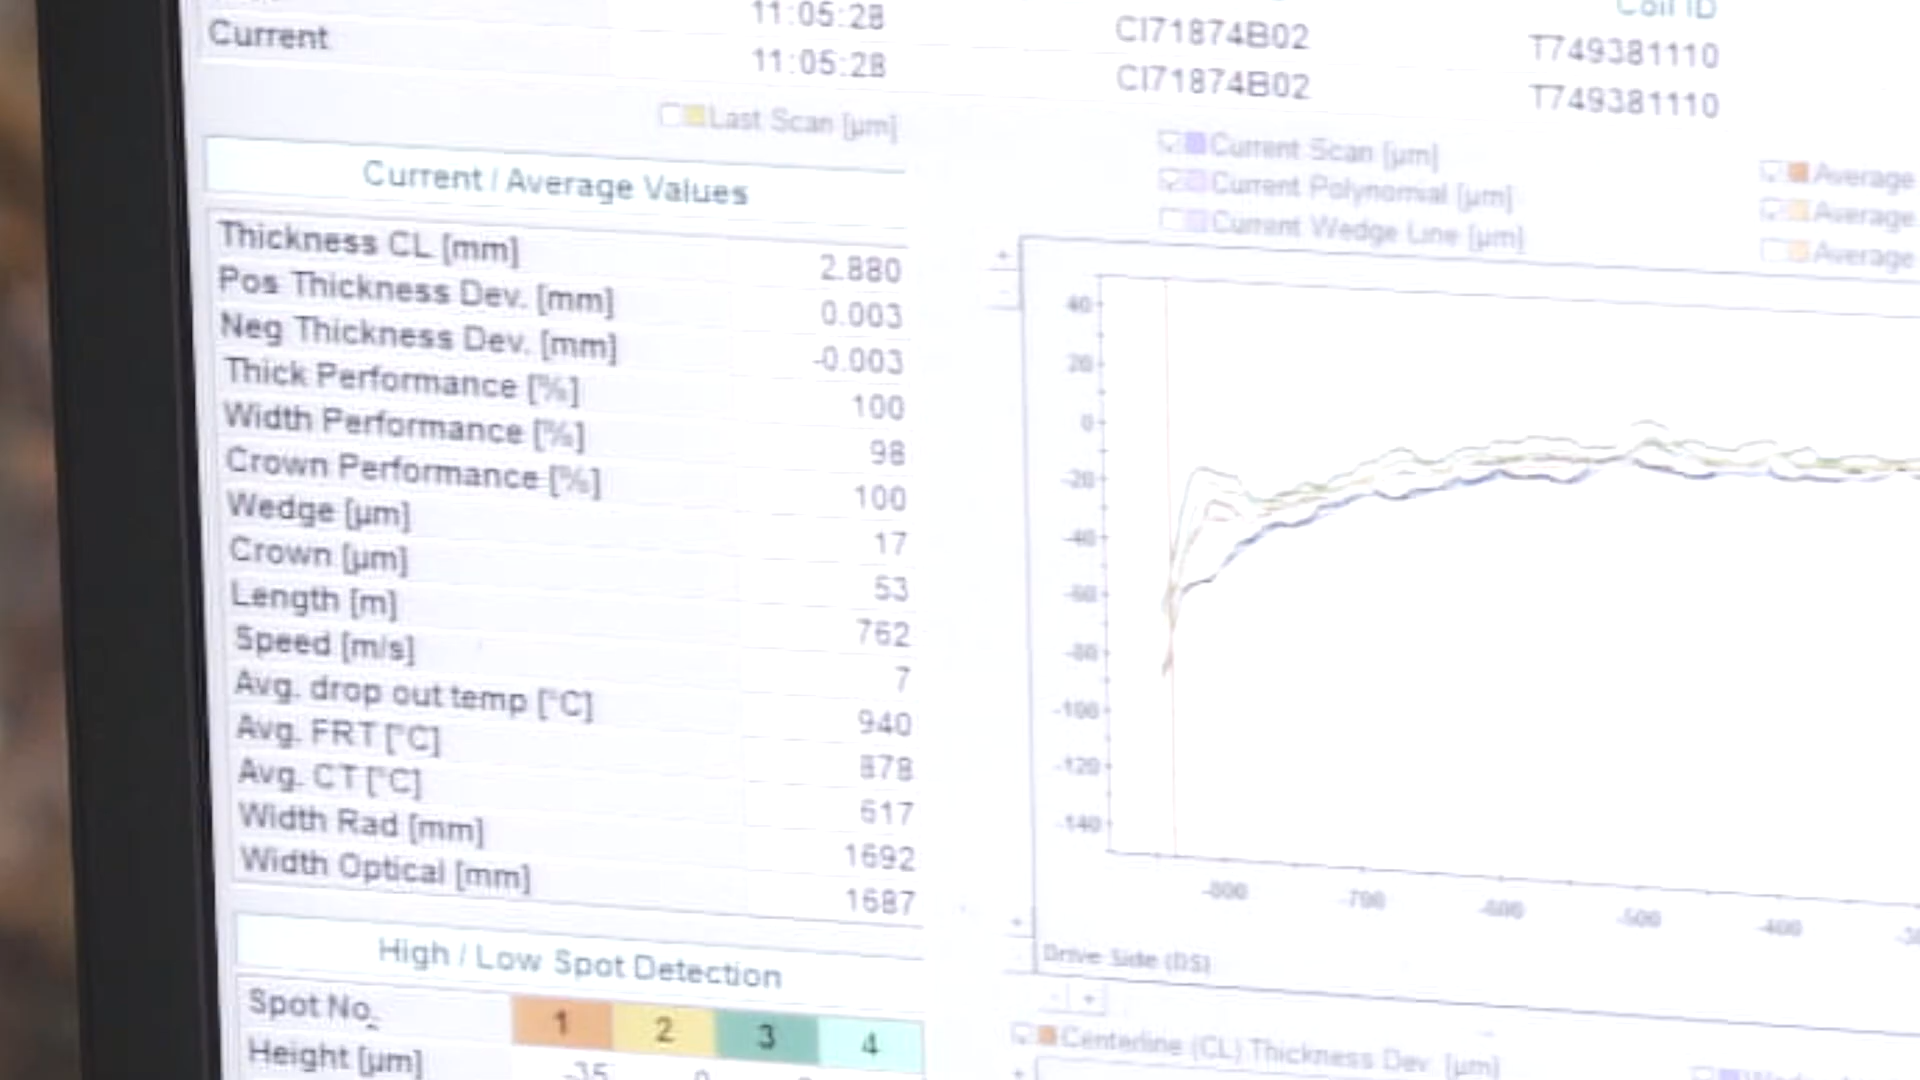 Coil ID
11:05:28 CI71874B02 T749381110
Current 11:05:28 CI71874B02 T749381110
Last Scan [µm]
Current Scan [µm] Average
Current Polynomial [µm] Average
Current Wedge Line [µm] Average
Current / Average Values
Thickness CL [mm] 2.880
Pos Thickness Dev. [mm] 0.003
Neg Thickness Dev. [mm] -0.003
Thick Performance [%] 100
Width Performance [%] 98
Crown Performance [%] 100
Wedge [µm] 17
Crown [µm] 53
Length [m] 762
Speed [m/s] 7
Avg. drop out temp [°C] 940
Avg. FRT [°C] 878
Avg. CT [°C] 617
Width Rad [mm] 1692
Width Optical [mm] 1687
40
20
0
-20
-40
-60
-80
-100
-120
-140
-800 -700 -600 -500 -400
Drive Side (DS)
High / Low Spot Detection
Spot No. 1 2 3 4
Height [µm]
Centerline (CL) Thickness Dev. [µm]